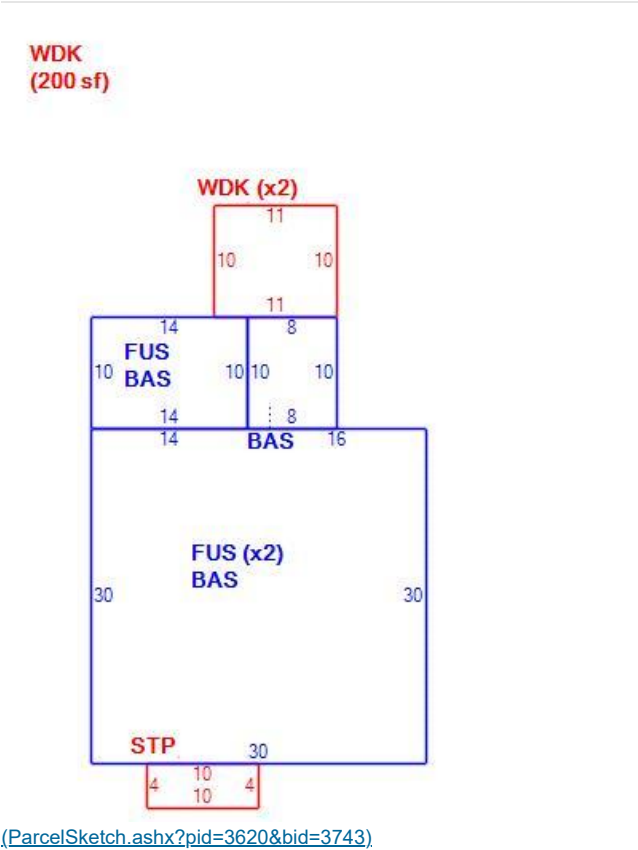 WDK
(200 sf)
WDK (x2)
11
10 10
11
14 8
FUS
BAS
10 10 10 10
14 8
14 BAS 16
FUS (x2)
BAS
30 30
STP 30
10
4 4
10
(ParcelSketch.ashx?pid=3620&bid=3743)